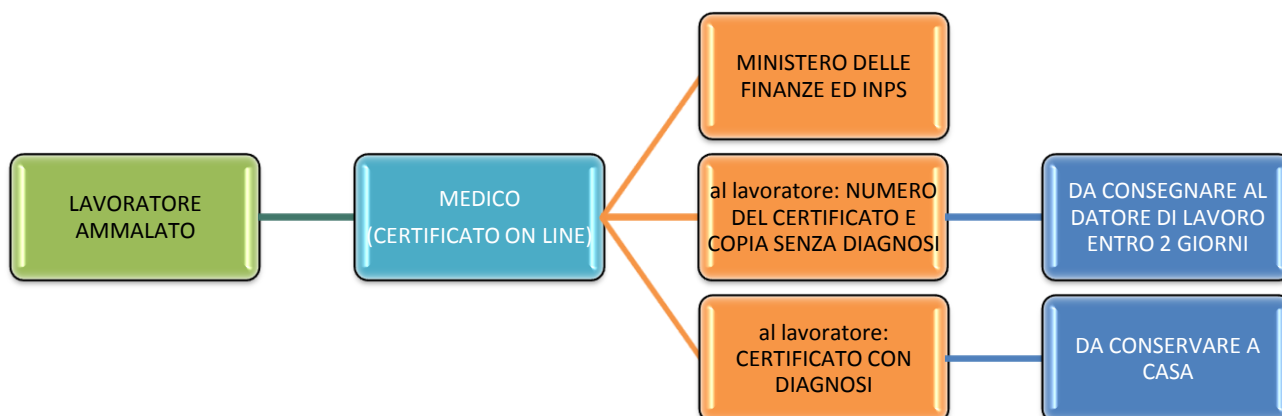 LAVORATORE
AMMALATO
MEDICO
(CERTIFICATO ON LINE)
MINISTERO DELLE
FINANZE ED INPS
al lavoratore: NUMERO
DEL CERTIFICATO E
COPIA SENZA DIAGNOSI
DA CONSEGNARE AL
DATORE DI LAVORO
ENTRO 2 GIORNI
al lavoratore:
CERTIFICATO CON
DIAGNOSI
DA CONSERVARE A
CASA